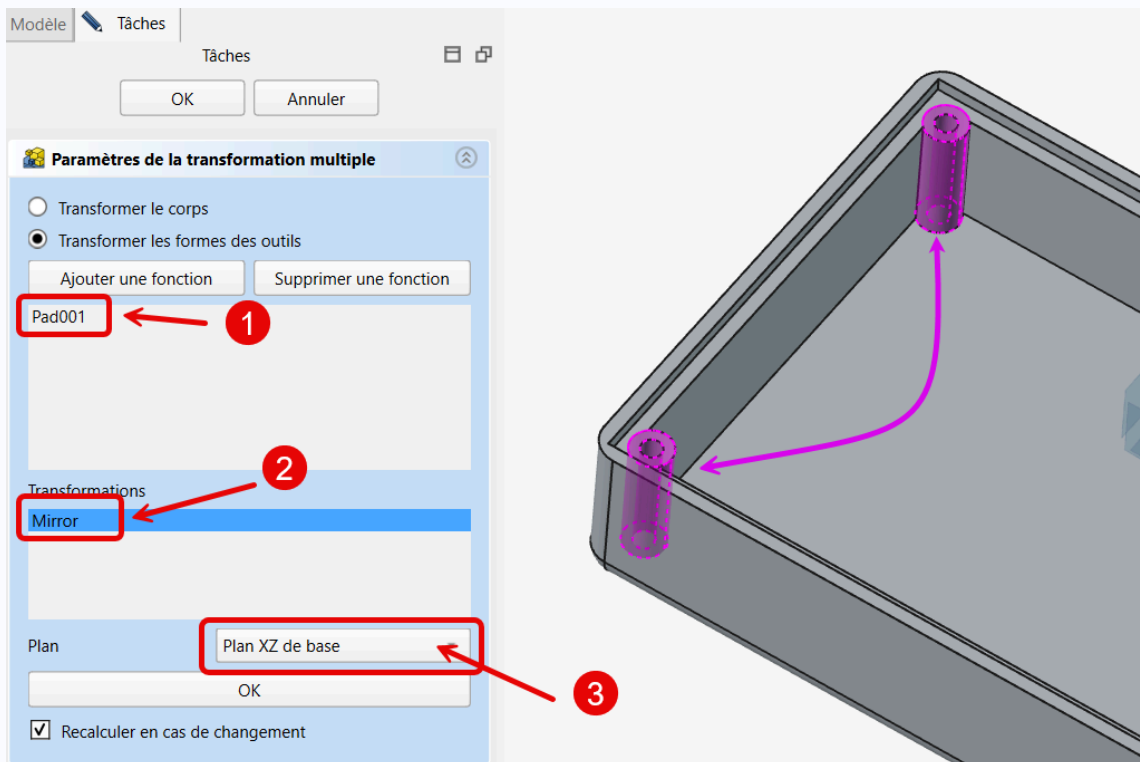 Modèle
Tâches
Tâches
OK
Annuler
Paramètres de la transformation multiple
Transformer le corps
Transformer les formes des outils
Ajouter une fonction
Supprimer une fonction
Pad001
1
2
Transformations
Mirror
Plan
Plan XZ de base
3
OK
Recalculer en cas de changement